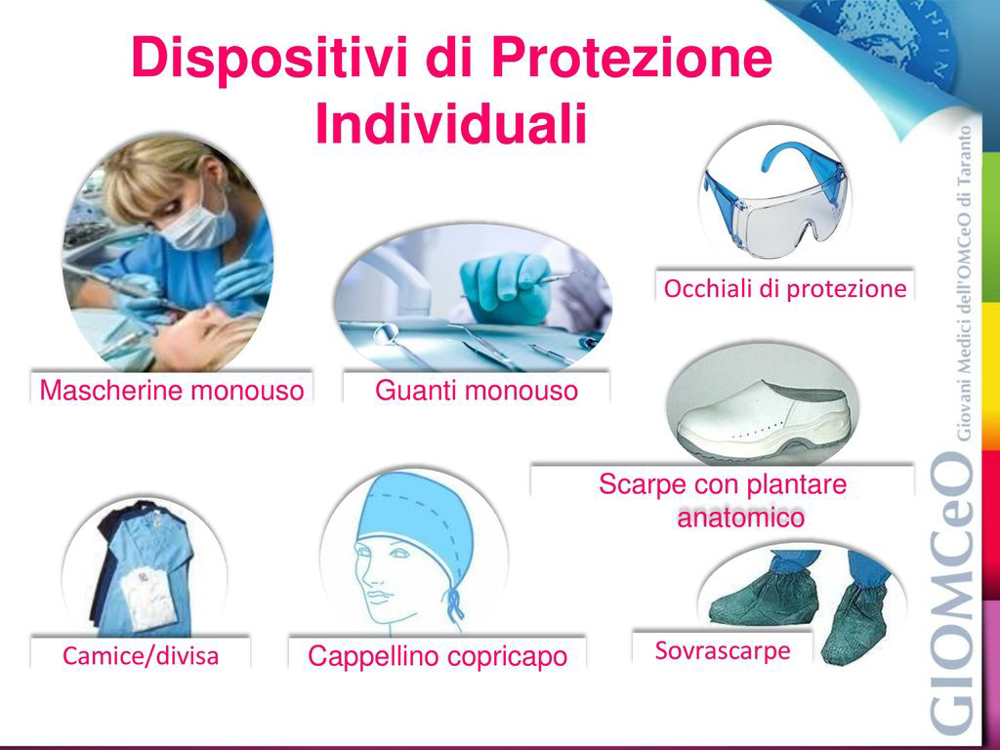 Dispositivi di Protezione
Individuali
Mascherine monouso
Guanti monouso
Occhiali di protezione
Scarpe con plantare
anatomico
Camice/divisa
Cappellino copricapo
Sovrascarpe
GIOMCeO
Giovani Medici dell'OMCeO di Taranto